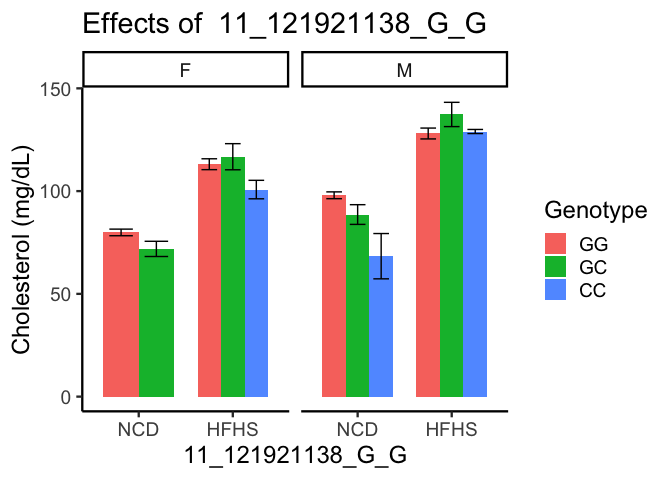 Effects of  11_121921138_G_G
F
M
Cholesterol (mg/dL)
150
100
50
0
NCD
HFHS
NCD
HFHS
11_121921138_G_G
Genotype
GG
GC
CC